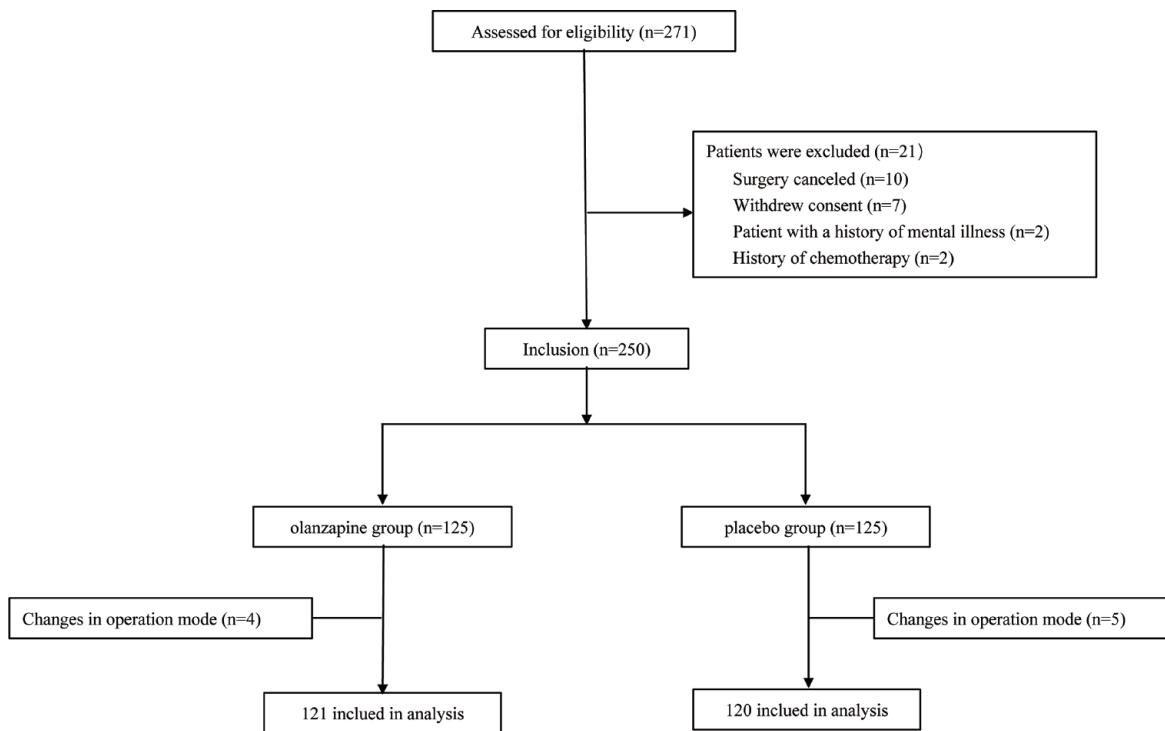 Assessed for eligibility (n=271)
Patients were excluded (n=21)
Surgery canceled (n=10)
Withdrew consent (n=7)
Patient with a history of mental illness (n=2)
History of chemotherapy (n=2)
Inclusion (n=250)
olanzapine group (n=125)
placebo group (n=125)
Changes in operation mode (n=4)
Changes in operation mode (n=5)
121 inclued in analysis
120 inclued in analysis